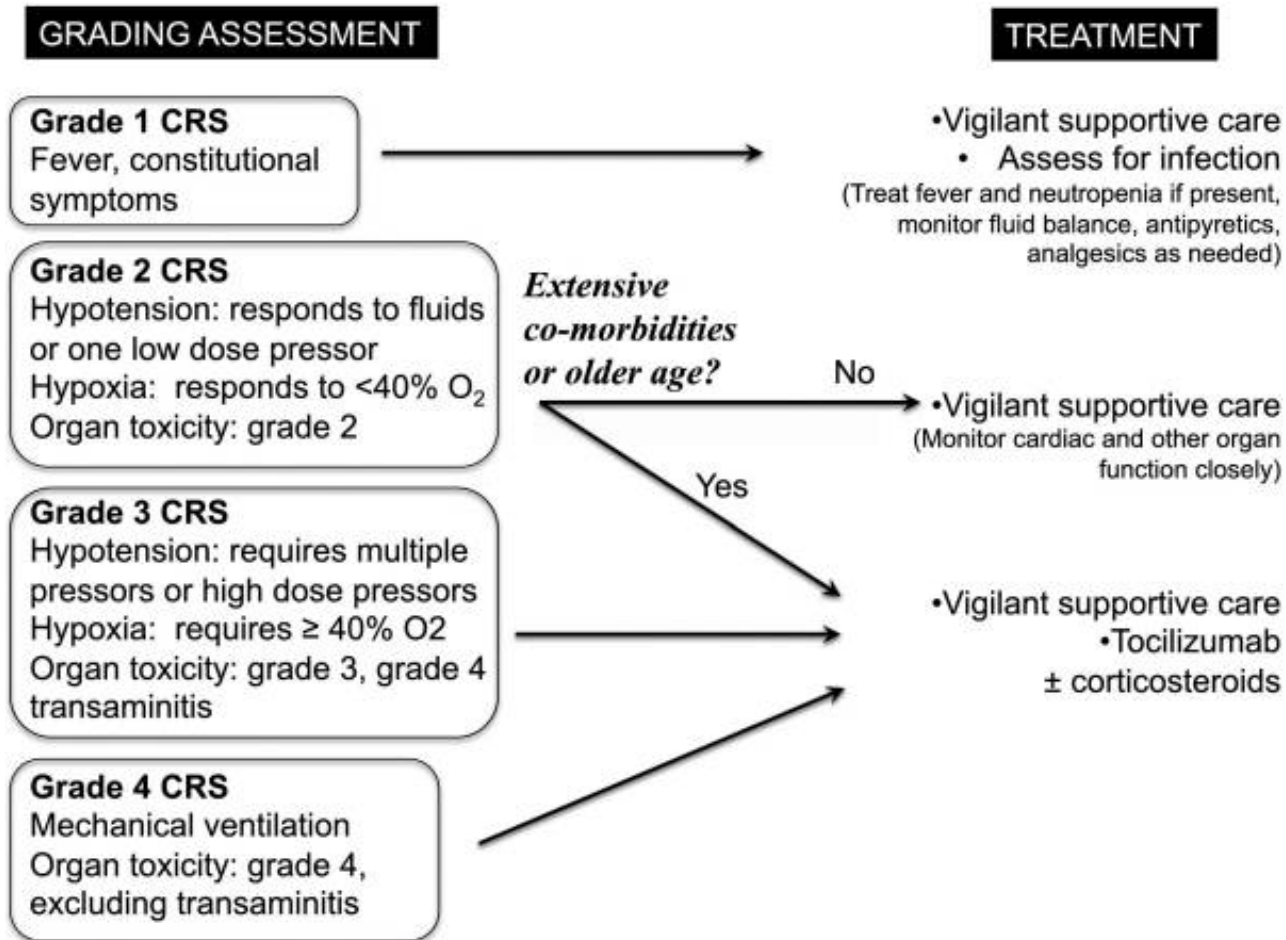 GRADING ASSESSMENT
TREATMENT
Grade 1 CRS
Fever, constitutional
symptoms
•Vigilant supportive care
• Assess for infection
(Treat fever and neutropenia if present,
monitor fluid balance, antipyretics,
analgesics as needed)
Grade 2 CRS
Hypotension: responds to fluids
or one low dose pressor
Hypoxia: responds to <40% O₂
Organ toxicity: grade 2
Extensive
co-morbidities
or older age?
No
Yes
•Vigilant supportive care
(Monitor cardiac and other organ
function closely)
Grade 3 CRS
Hypotension: requires multiple
pressors or high dose pressors
Hypoxia: requires ≥ 40% O2
Organ toxicity: grade 3, grade 4
transaminitis
•Vigilant supportive care
•Tocilizumab
± corticosteroids
Grade 4 CRS
Mechanical ventilation
Organ toxicity: grade 4,
excluding transaminitis